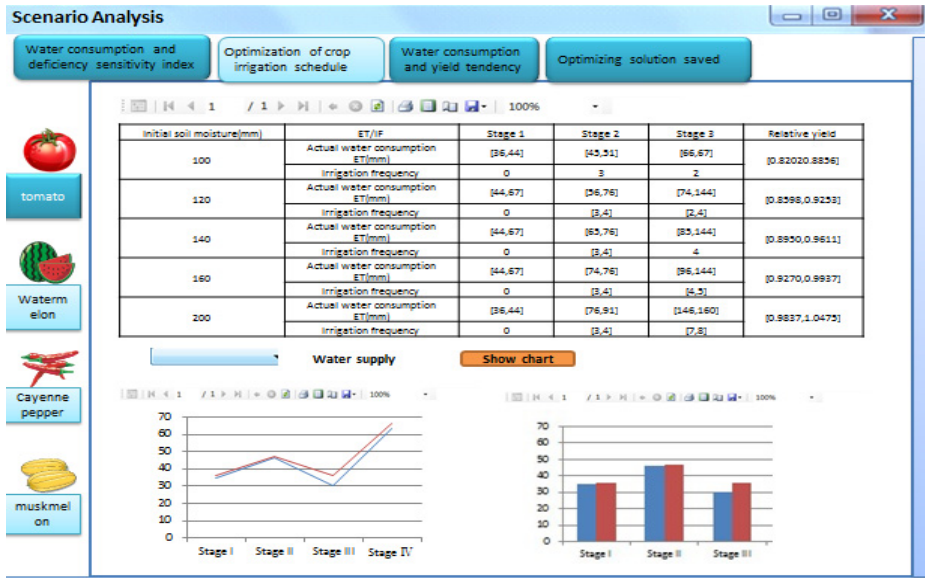 Scenario Analysis
Water consumption and
deficiency sensitivity index
Optimization of crop
irrigation schedule
Water consumption
and yield tendency
Optimizing solution saved
1 / 1 100%
tomato
Waterm
elon
Cayenne
pepper
muskmel
on
Initial soil moisture(mm) ET/IF Stage 1 Stage 2 Stage 3 Relative yield
100 Actual water consumption ET(mm) [36,44] [45,51] [66,67] [0.82020.8856]
Irrigation frequency 0 3 2
120 Actual water consumption ET(mm) [44,67] [56,76] [74,144] [0.8598,0.9253]
Irrigation frequency 0 [3,4] [2,4]
140 Actual water consumption ET(mm) [44,67] [65,76] [85,144] [0.8950,0.9611]
Irrigation frequency 0 [3,4] 4
160 Actual water consumption ET(mm) [44,67] [74,76] [96,144] [0.9270,0.9937]
Irrigation frequency 0 [3,4] [4,5]
200 Actual water consumption ET(mm) [36,44] [76,91] [146,160] [0.9837,1.0475]
Irrigation frequency 0 [3,4] [7,8]
Water supply
Show chart
1 / 1 100%
70
60
50
40
30
20
10
0
Stage I Stage II Stage III Stage IV
1 / 1 100%
70
60
50
40
30
20
10
0
Stage I Stage II Stage III